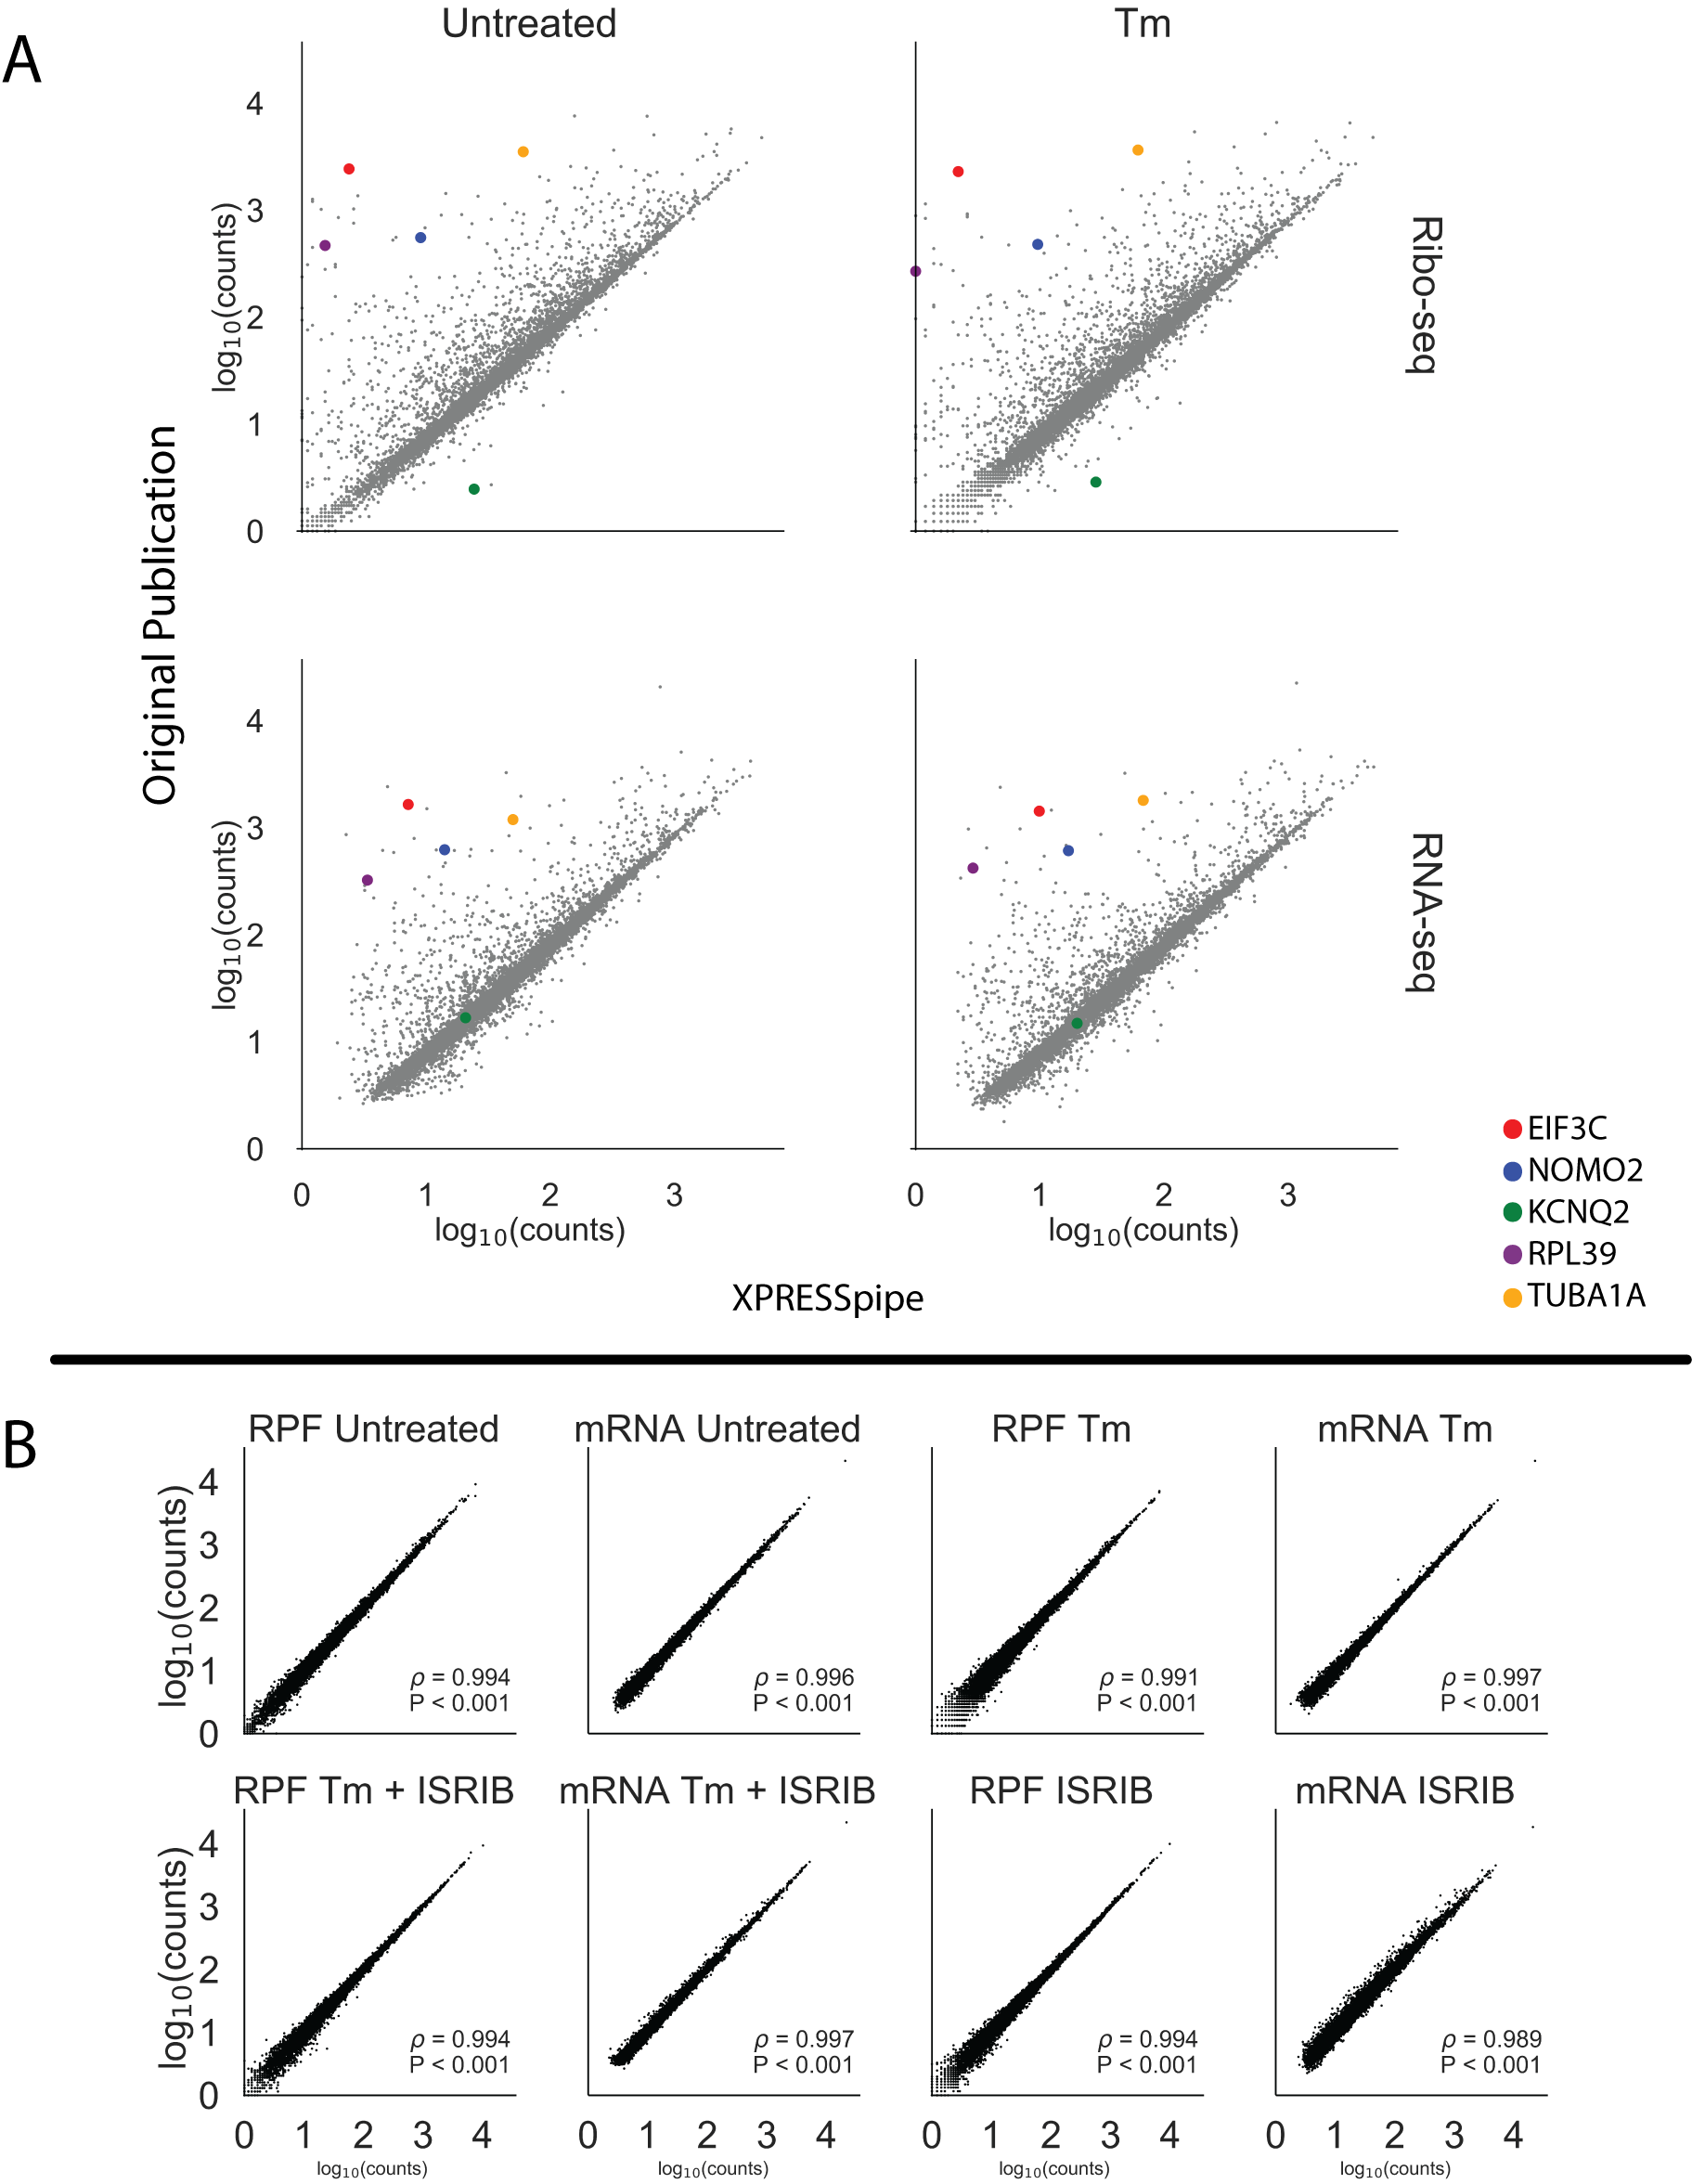 A
Untreated
Tm
4
3
2
1
0
log10(counts)
Ribo-seq
Original Publication
4
3
2
1
0
log10(counts)
RNA-seq
0 1 2 3
0 1 2 3
log10(counts)
log10(counts)
XPRESSpipe
EIF3C
NOMO2
KCNQ2
RPL39
TUBA1A
B
RPF Untreated
mRNA Untreated
RPF Tm
mRNA Tm
4
3
2
1
0
log10(counts)
ρ = 0.994
P < 0.001
ρ = 0.996
P < 0.001
ρ = 0.991
P < 0.001
ρ = 0.997
P < 0.001
RPF Tm + ISRIB
mRNA Tm + ISRIB
RPF ISRIB
mRNA ISRIB
4
3
2
1
0
log10(counts)
ρ = 0.994
P < 0.001
ρ = 0.997
P < 0.001
ρ = 0.994
P < 0.001
ρ = 0.989
P < 0.001
0 1 2 3 4
0 1 2 3 4
0 1 2 3 4
0 1 2 3 4
log10(counts)
log10(counts)
log10(counts)
log10(counts)